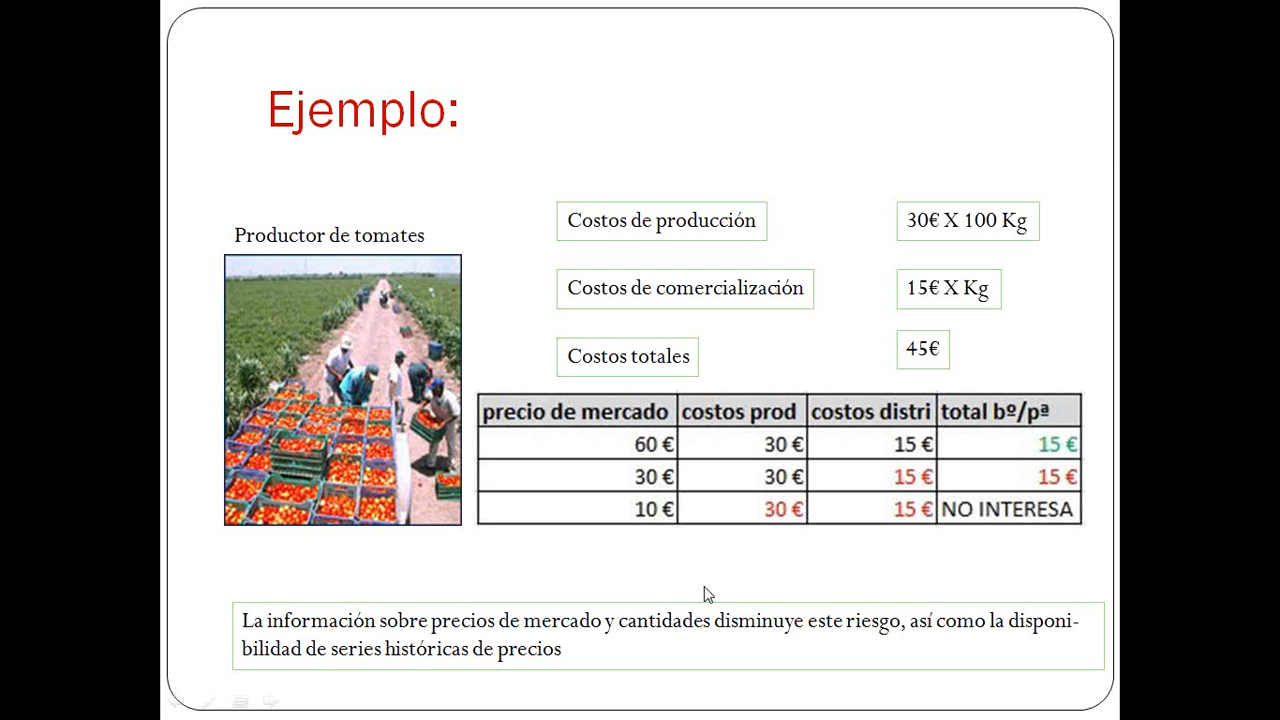 Ejemplo:
Productor de tomates
Costos de producción
30€ X 100 Kg
Costos de comercialización
15€ X Kg
Costos totales
45€
precio de mercado costos prod costos distri total bº/pª
60 € 30 € 15 € 15 €
30 € 30 € 15 € 15 €
10 € 30 € 15 € NO INTERESA
La información sobre precios de mercado y cantidades disminuye este riesgo, así como la disponi-
bilidad de series históricas de precios